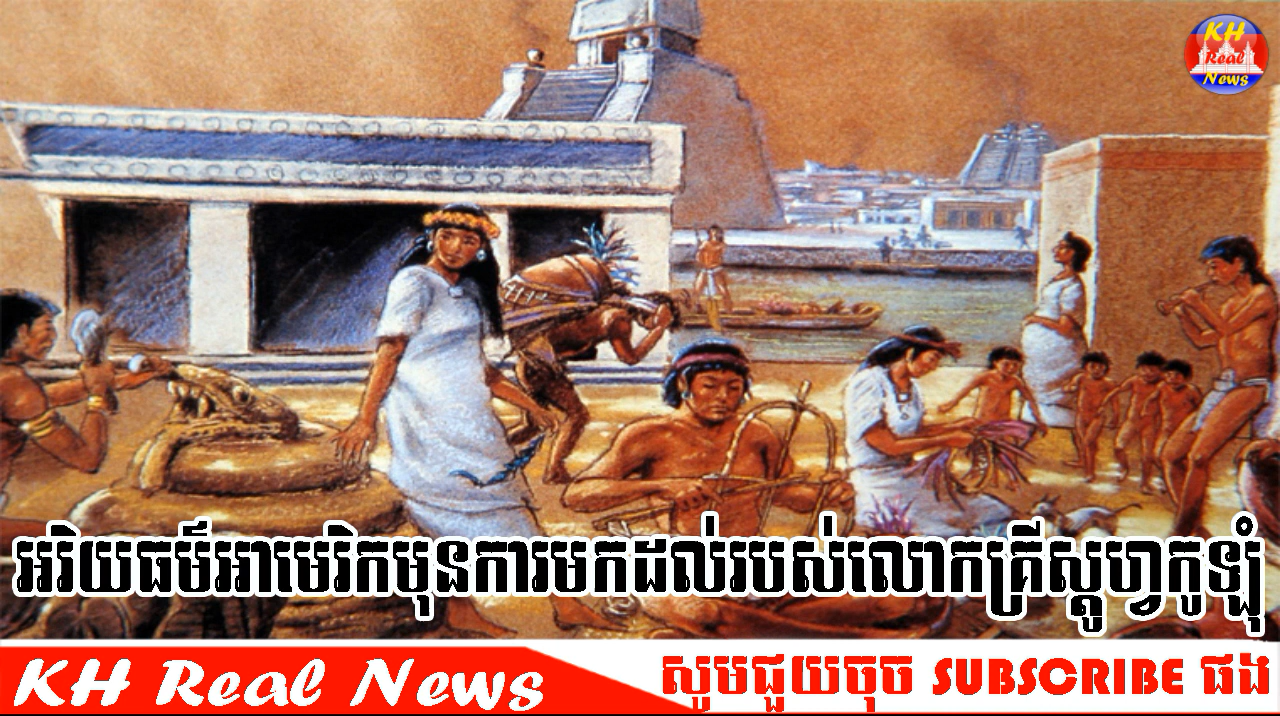 KH
Real
News
អរិយធម៌អាមេរិកមុនការមកដល់របស់លោកគ្រីស្តូហ្វកូឡុំ
KH Real News
សូមជួយចុច SUBSCRIBE ផង